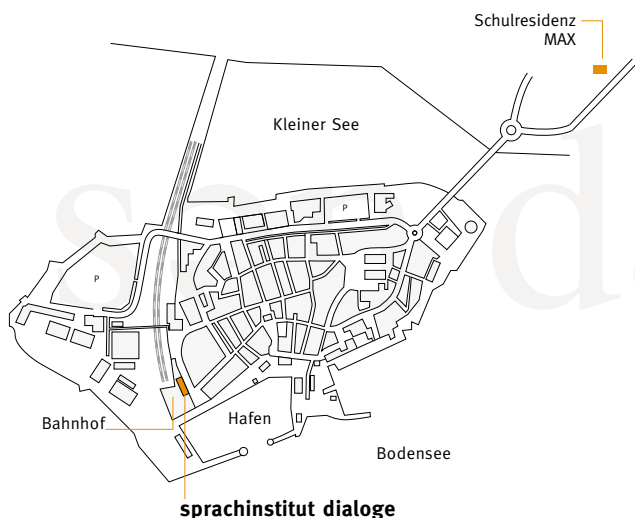 Schulresidenz
MAX
Kleiner See
P
P
Bahnhof
Hafen
Bodensee
sprachinstitut dialoge